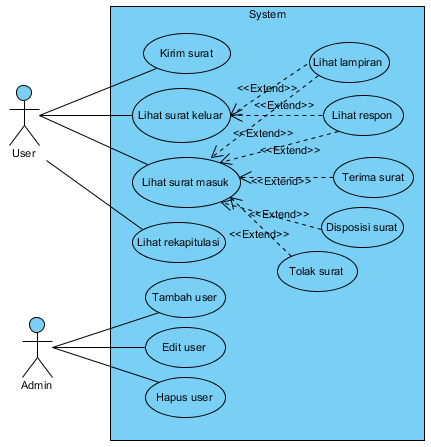 System
Kirim surat
Lihat lampiran
<<Extend>>
Lihat surat keluar
<<Extend>>
Lihat respon
<<Extend>>
User
<<Extend>>
Lihat surat masuk
<<Extend>>
Terima surat
<<Extend>>
Disposisi surat
<<Extend>>
Lihat rekapitulasi
Tolak surat
Tambah user
Edit user
Admin
Hapus user